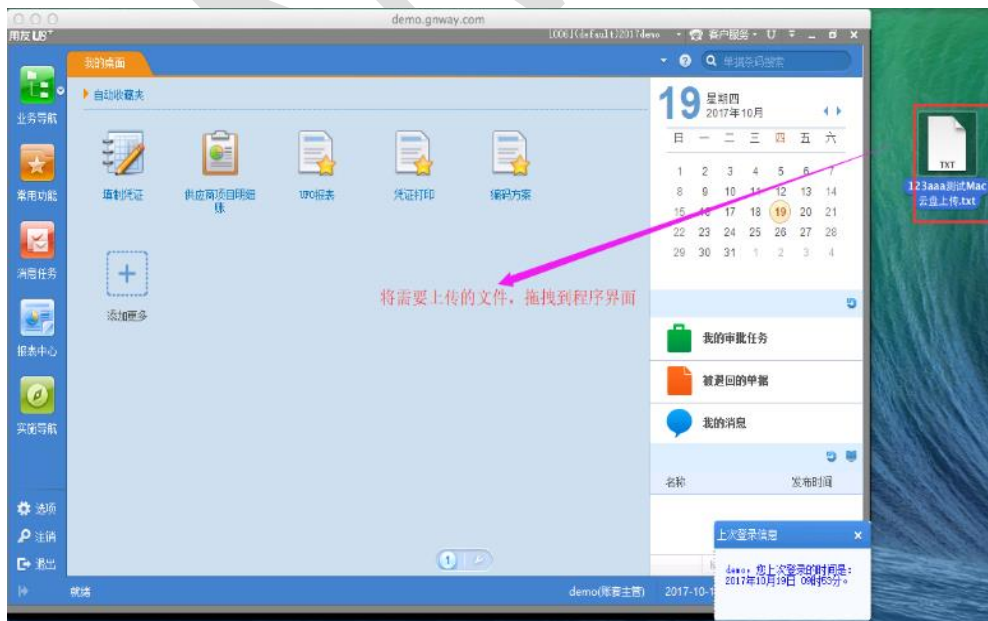 demo.gnway.com
用友 U8+
[006](default)2017demo
客户服务
我的桌面
单据条码搜索
自动收藏夹
业务导航
常用功能
消息任务
报表中心
实施导航
选项
注销
退出
填制凭证
供应商项目明细
账
UFO报表
凭证打印
编码方案
添加更多
将需要上传的文件，拖拽到程序界面
19
星期四
2017年10月
日 一 二 三 四 五 六
1 2 3 4 5 6 7
8 9 10 11 12 13 14
15 16 17 18 19 20 21
22 23 24 25 26 27 28
29 30 31 1 2 3 4
我的审批任务
被退回的单据
我的消息
名称 发布时间
上次登录信息
demo，您上次登录的时间是：
2017年10月19日 09时53分。
1
就绪
demo(账套主管)
2017-10-1
TXT
123aaa测试Mac
云盘上传.txt